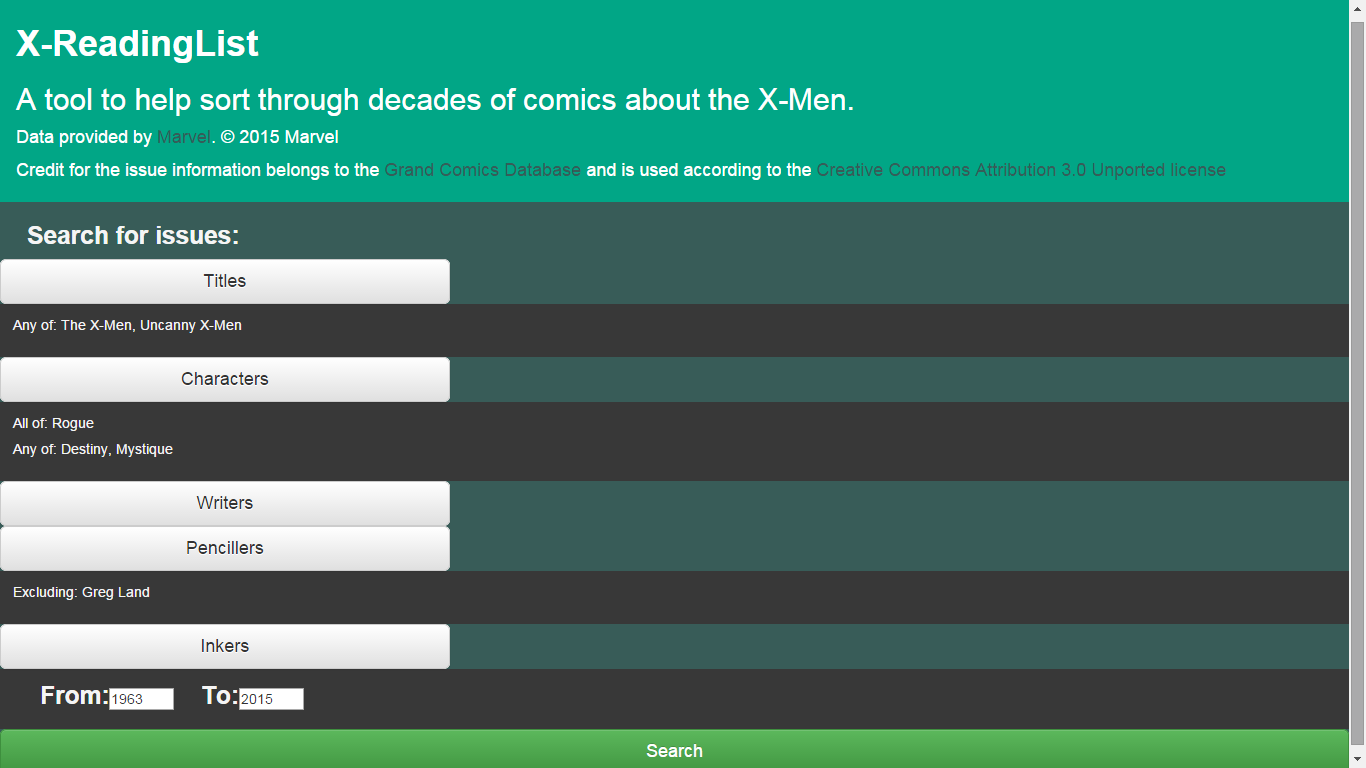 X-ReadingList
A tool to help sort through decades of comics about the X-Men.
Data provided by Marvel. © 2015 Marvel
Credit for the issue information belongs to the Grand Comics Database and is used according to the Creative Commons Attribution 3.0 Unported license
Search for issues:
Titles
Any of: The X-Men, Uncanny X-Men
Characters
All of: Rogue
Any of: Destiny, Mystique
Writers
Pencillers
Excluding: Greg Land
Inkers
From: 1963 To: 2015
Search